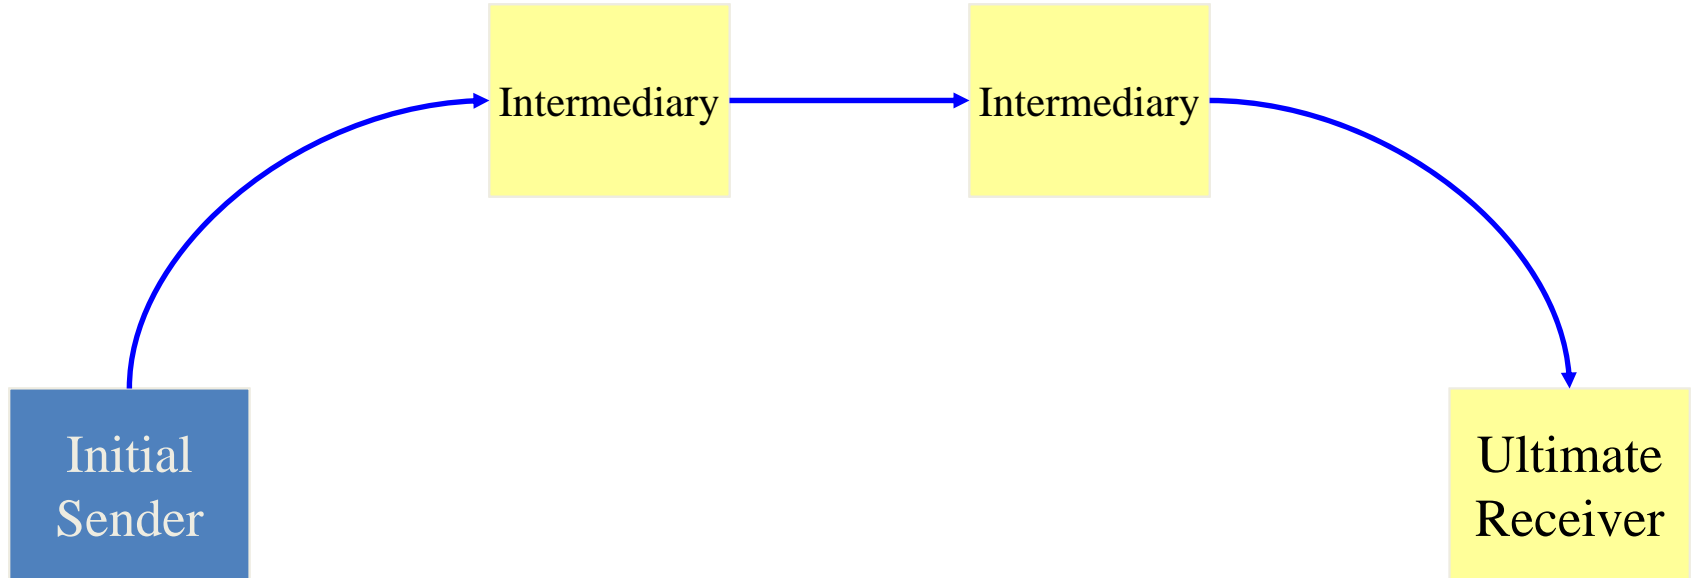 Intermediary
Intermediary
Initial
Sender
Ultimate
Receiver